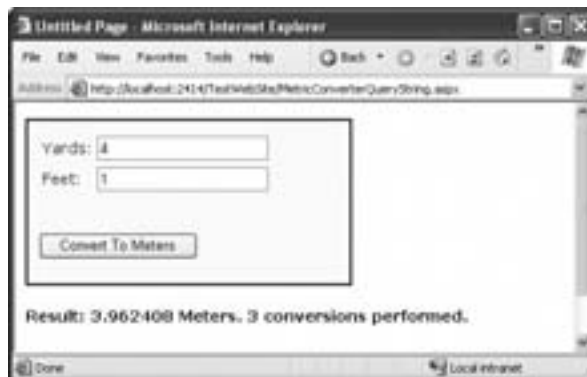 Untitled Page - Microsoft Internet Explorer
File Edit View Favorites Tools Help Back "
Address http://localhost:2414/TestWebSite/MetricConverterQueryString.aspx
Yards: 4
Feet: 1
Convert To Meters
Result: 3.962408 Meters. 3 conversions performed.
Done Local intranet